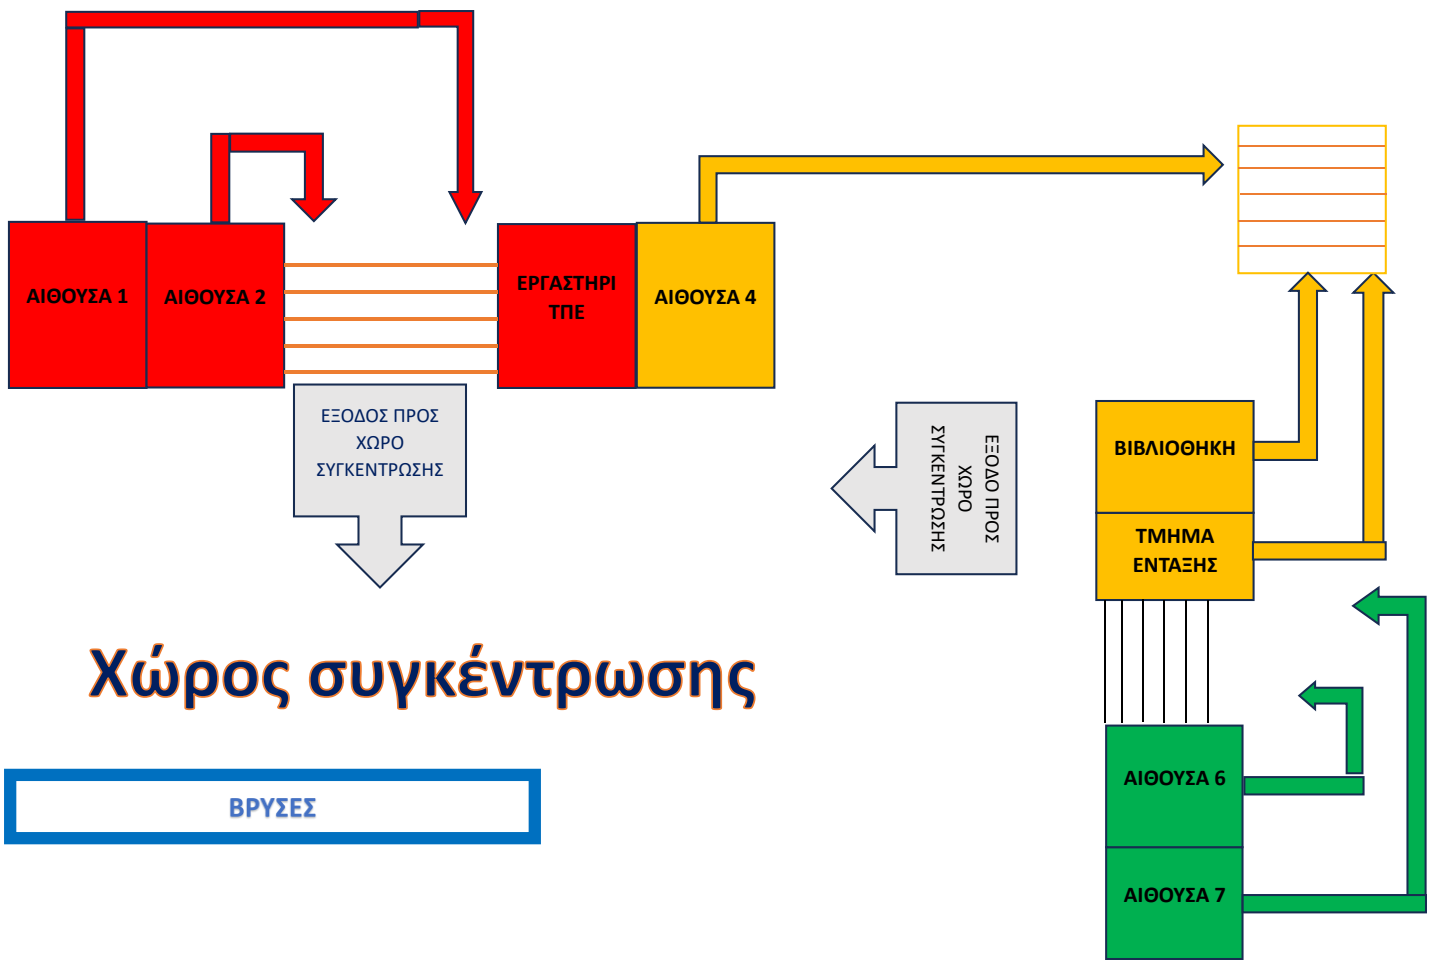 ΑΙΘΟΥΣΑ 1
ΑΙΘΟΥΣΑ 2
ΕΡΓΑΣΤΗΡΙ
ΤΠΕ
ΑΙΘΟΥΣΑ 4
ΕΞΟΔΟΣ ΠΡΟΣ
ΧΩΡΟ
ΣΥΓΚΕΝΤΡΩΣΗΣ
ΕΞΟΔΟ ΠΡΟΣ
ΧΩΡΟ
ΣΥΓΚΕΝΤΡΩΣΗΣ
ΒΙΒΛΙΟΘΗΚΗ
ΤΜΗΜΑ
ΕΝΤΑΞΗΣ
Χώρος συγκέντρωσης
ΒΡΥΣΕΣ
ΑΙΘΟΥΣΑ 6
ΑΙΘΟΥΣΑ 7